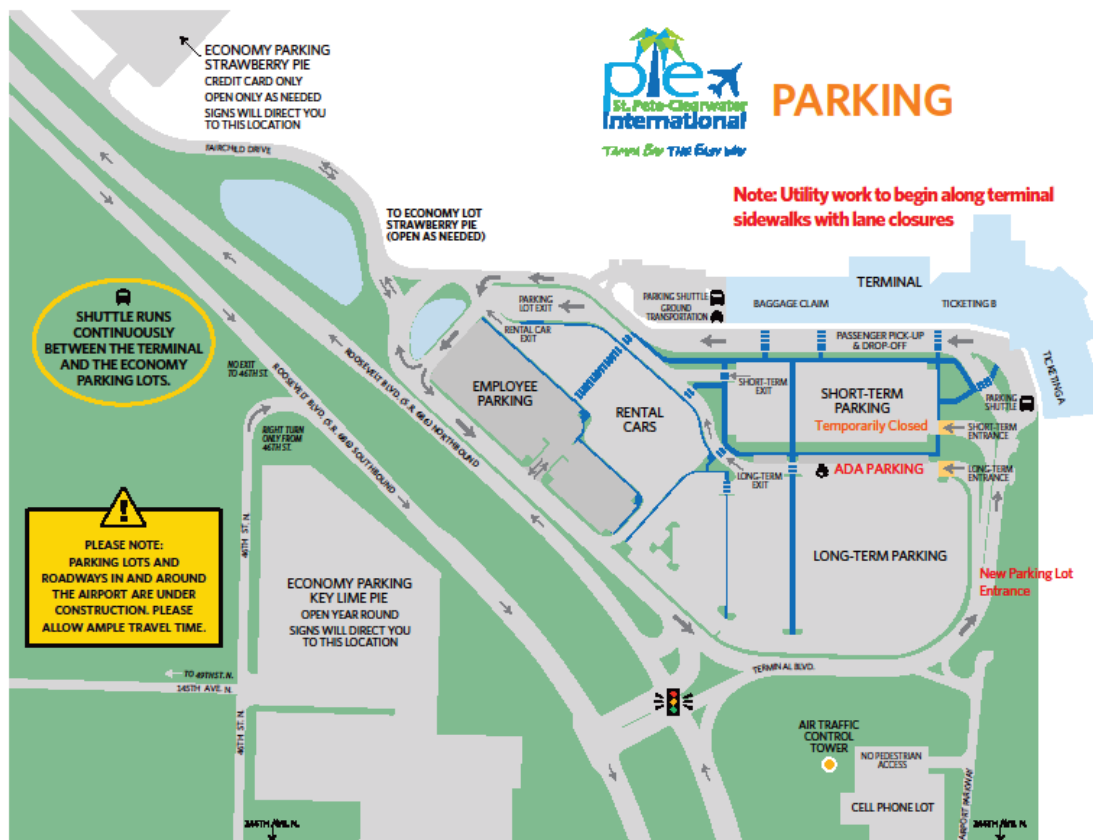 ECONOMY PARKING
STRAWBERRY PIE
CREDIT CARD ONLY
OPEN ONLY AS NEEDED
SIGNS WILL DIRECT YOU
TO THIS LOCATION
pie
St. Pete-Clearwater
International
TAMPA BAY THE EASY WAY
PARKING
FAIRCHILD DRIVE
Note: Utility work to begin along terminal
sidewalks with lane closures
TO ECONOMY LOT
STRAWBERRY PIE
(OPEN AS NEEDED)
TERMINAL
BAGGAGE CLAIM
TICKETING B
TICKETING A
PARKING SHUTTLE
GROUND
TRANSPORTATION
PASSENGER PICK-UP
& DROP-OFF
PARKING
LOT EXIT
RENTAL CAR
EXIT
SHUTTLE RUNS
CONTINUOUSLY
BETWEEN THE TERMINAL
AND THE ECONOMY
PARKING LOTS.
NO EXIT
TO 46TH ST.
ROOSEVELT BLVD. (S.R. 686) NORTHBOUND
ROOSEVELT BLVD. (S.R. 686) SOUTHBOUND
EMPLOYEE
PARKING
RENTAL
CARS
SHORT-TERM
EXIT
SHORT-TERM
PARKING
Temporarily Closed
PARKING
SHUTTLE
SHORT-TERM
ENTRANCE
RIGHT TURN
ONLY FROM
46TH ST.
ADA PARKING
LONG-TERM
EXIT
LONG-TERM
ENTRANCE
LONG-TERM PARKING
New Parking Lot
Entrance
PLEASE NOTE:
PARKING LOTS AND
ROADWAYS IN AND AROUND
THE AIRPORT ARE UNDER
CONSTRUCTION. PLEASE
ALLOW AMPLE TRAVEL TIME.
46TH ST. N.
ECONOMY PARKING
KEY LIME PIE
OPEN YEAR ROUND
SIGNS WILL DIRECT YOU
TO THIS LOCATION
TO 49TH ST. N.
145TH AVE. N.
46TH ST. N.
TERMINAL BLVD.
AIR TRAFFIC
CONTROL
TOWER
NO PEDESTRIAN
ACCESS
CELL PHONE LOT
AIRPORT PARKWAY
144TH AVE. N.
144TH AVE. N.